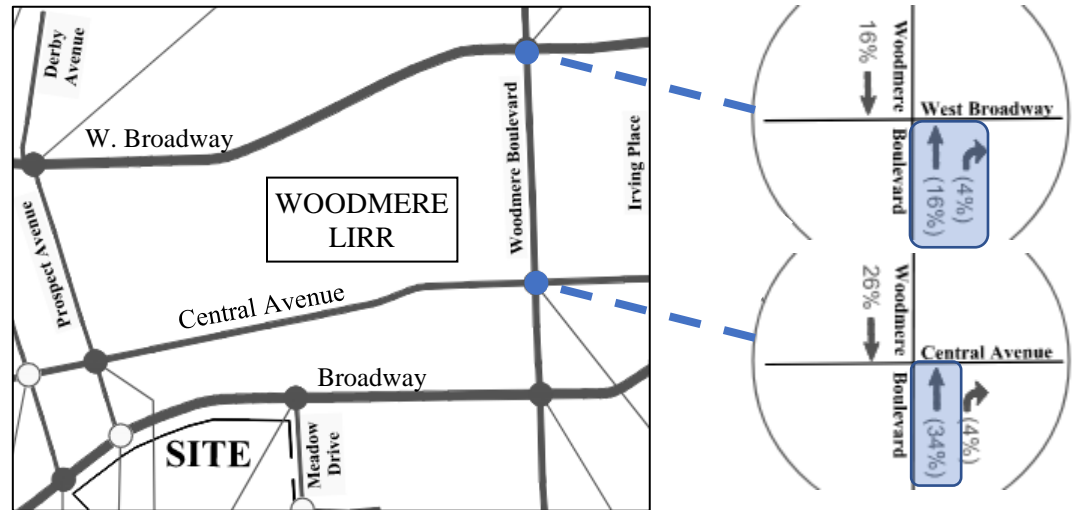 Derby
Avenue
W. Broadway
Prospect Avenue
WOODMERE
LIRR
Woodmere Boulevard
Irving Place
Central Avenue
Broadway
SITE
Meadow
Drive
16%
Woodmere
West Broadway
Boulevard
(16%)
(4%)
26%
Woodmere
Central Avenue
Boulevard
(34%)
(4%)